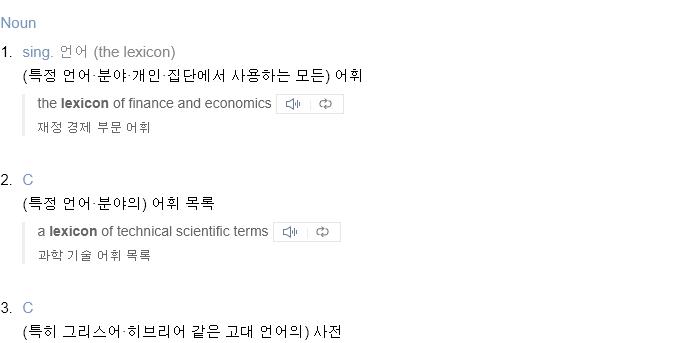 Noun
1. sing. 언어 (the lexicon)
(특정 언어·분야·개인·집단에서 사용하는 모든) 어휘
the lexicon of finance and economics
재정 경제 부문 어휘
2. C
(특정 언어·분야의) 어휘 목록
a lexicon of technical scientific terms
과학 기술 어휘 목록
3. C
(특히 그리스어·히브리어 같은 고대 언어의) 사전